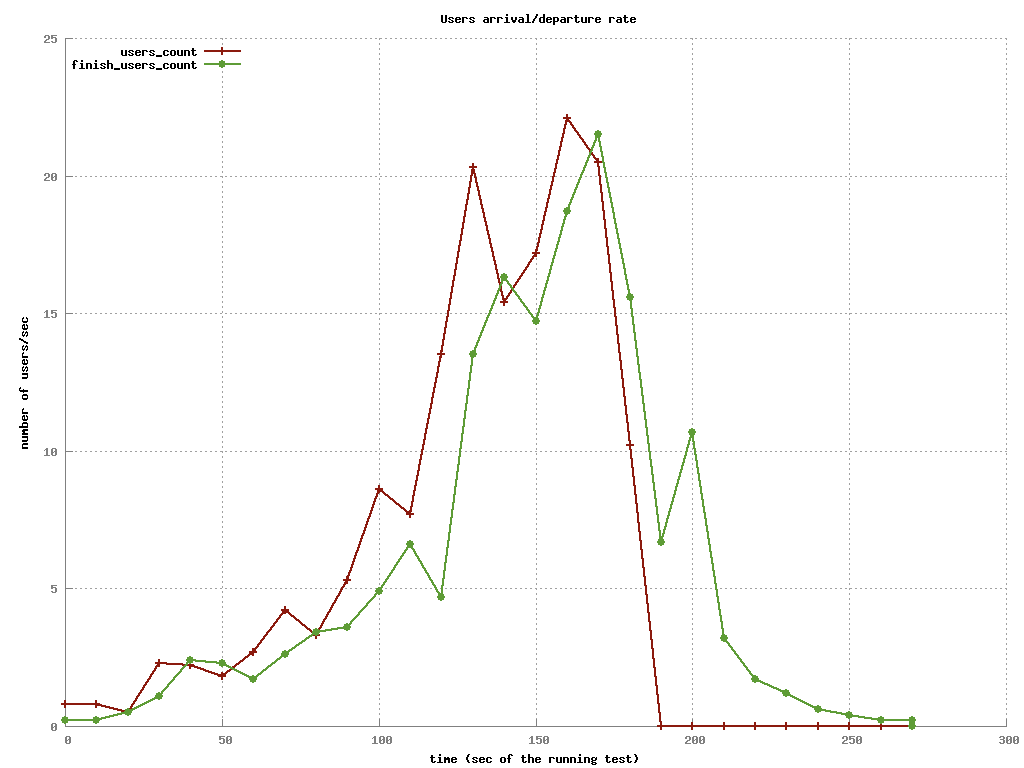 Users arrival/departure rate
25
users_count
finish_users_count
20
15
number of users/sec
10
5
0
0 50 100 150 200 250 300
time (sec of the running test)